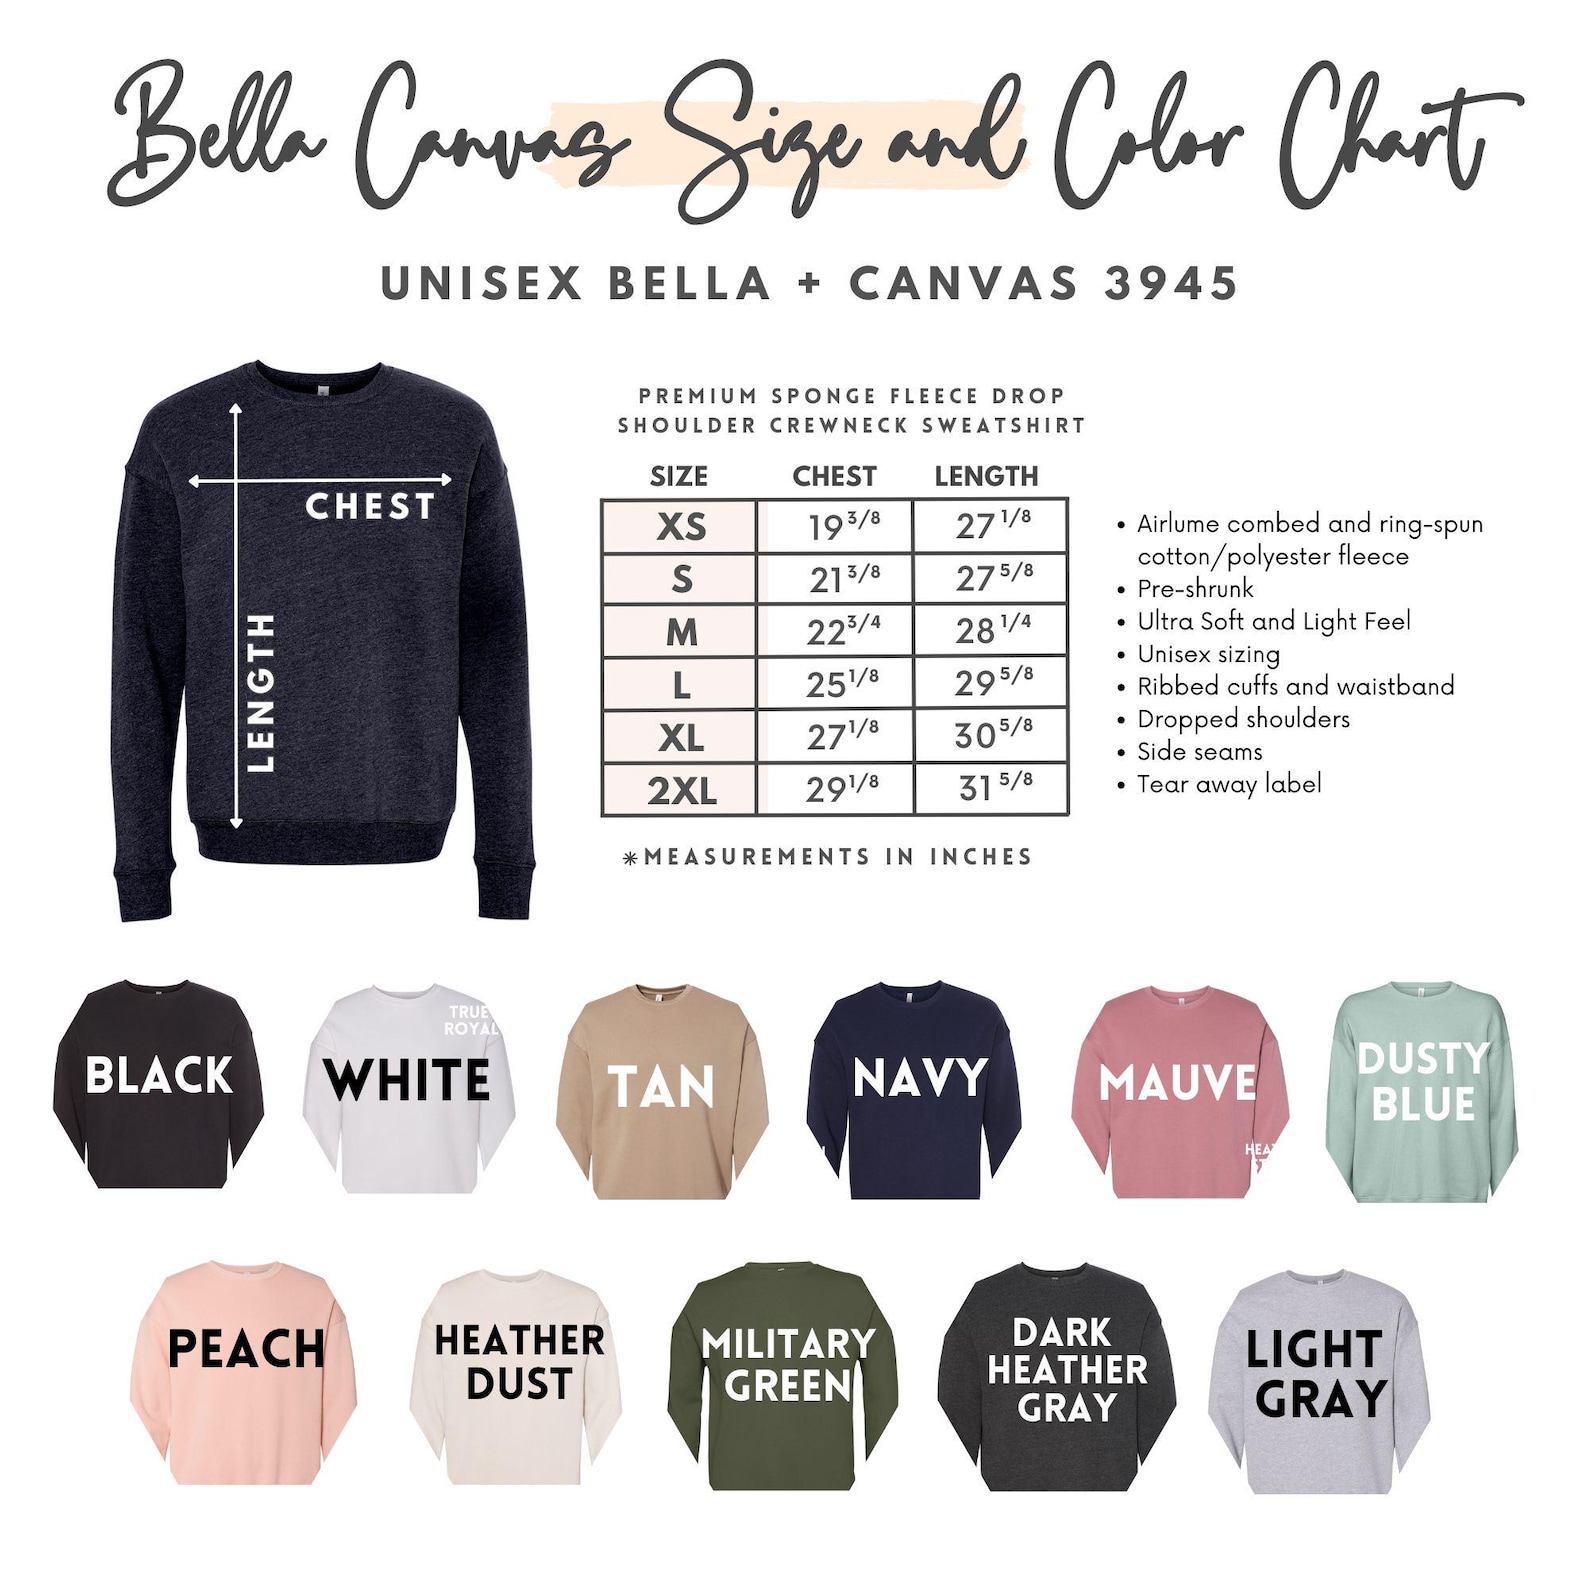 Bella Canvas Size and Color Chart
UNISEX BELLA + CANVAS 3945
PREMIUM SPONGE FLEECE DROP
SHOULDER CREWNECK SWEATSHIRT
CHEST
LENGTH
SIZE CHEST LENGTH
XS 19 3/8 27 1/8
S 21 3/8 27 5/8
M 22 3/4 28 1/4
L 25 1/8 29 5/8
XL 27 1/8 30 5/8
2XL 29 1/8 31 5/8
*MEASUREMENTS IN INCHES
• Airlume combed and ring-spun
cotton/polyester fleece
• Pre-shrunk
• Ultra Soft and Light Feel
• Unisex sizing
• Ribbed cuffs and waistband
• Dropped shoulders
• Side seams
• Tear away label
BLACK
TRUE
ROYAL
WHITE
TAN
NAVY
MAUVE
DUSTY
BLUE
PEACH
HEATHER
DUST
MILITARY
GREEN
DARK
HEATHER
GRAY
LIGHT
GRAY